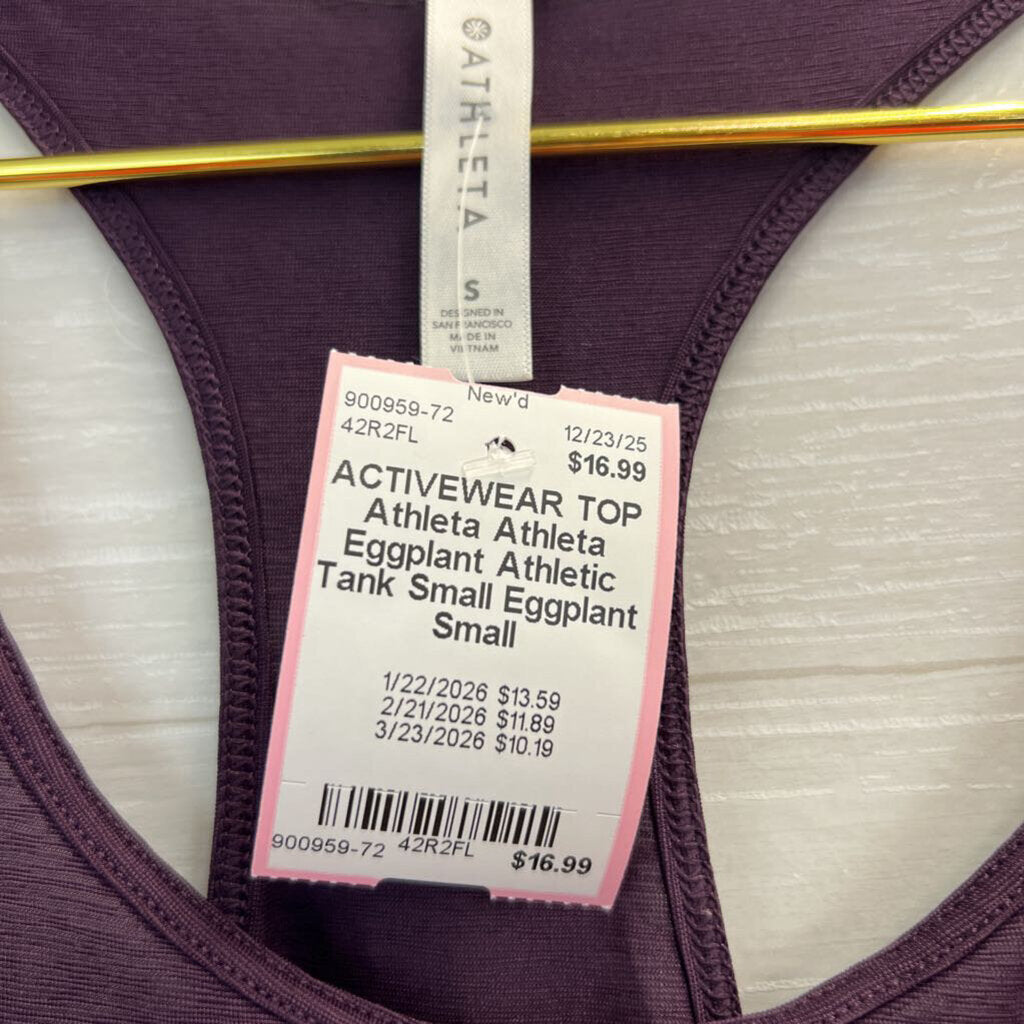 ATHLETA
S
DESIGNED IN
SAN FRANCISCO
MADE IN
VIETNAM
New'd
900959-72
42R2FL
12/23/25
$16.99
ACTIVEWEAR TOP
Athleta Athleta
Eggplant Athletic
Tank Small Eggplant
Small
1/22/2026 $13.59
2/21/2026 $11.89
3/23/2026 $10.19
900959-72 42R2FL $16.99